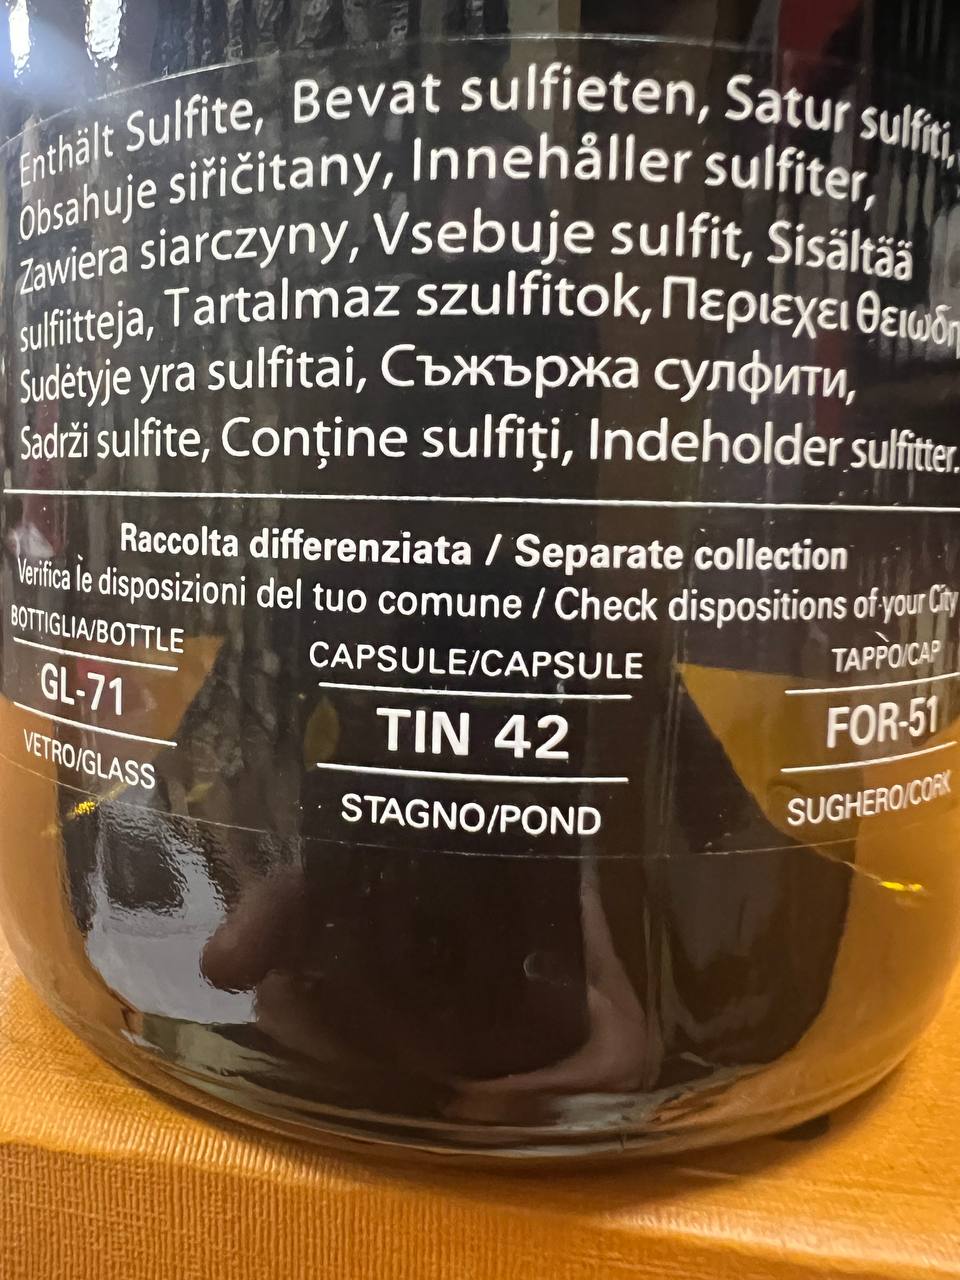 Enthält Sulfite, Bevat sulfieten, Satur sulfiti,
Obsahuje siřičitany, Innehåller sulfiter,
Zawiera siarczyny, Vsebuje sulfit, Sisältää
sulfiitteja, Tartalmaz szulfitok, Περιεχει θειωδη
Sudėtyje yra sulfitai, Съжържа сулфити,
Sadrži sulfite, Conține sulfiți, Indeholder sulfitter.
Raccolta differenziata / Separate collection
Verifica le disposizioni del tuo comune / Check dispositions of your City
BOTTIGLIA/BOTTLE
GL-71
VETRO/GLASS
CAPSULE/CAPSULE
TIN 42
STAGNO/POND
TAPPO/CAP
FOR-51
SUGHERO/CORK